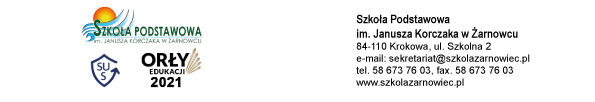 SZKOŁA PODSTAWOWA
IM. JANUSZA KORCZAKA W ŻARNOWCU
SUS
ORŁY
EDUKACJI
2021
Szkoła Podstawowa
im. Janusza Korczaka w Żarnowcu
84-110 Krokowa, ul. Szkolna 2
e-mail: sekretariat@szkolazarnowiec.pl
tel. 58 673 76 03, fax. 58 673 76 03
www.szkolazarnowiec.pl